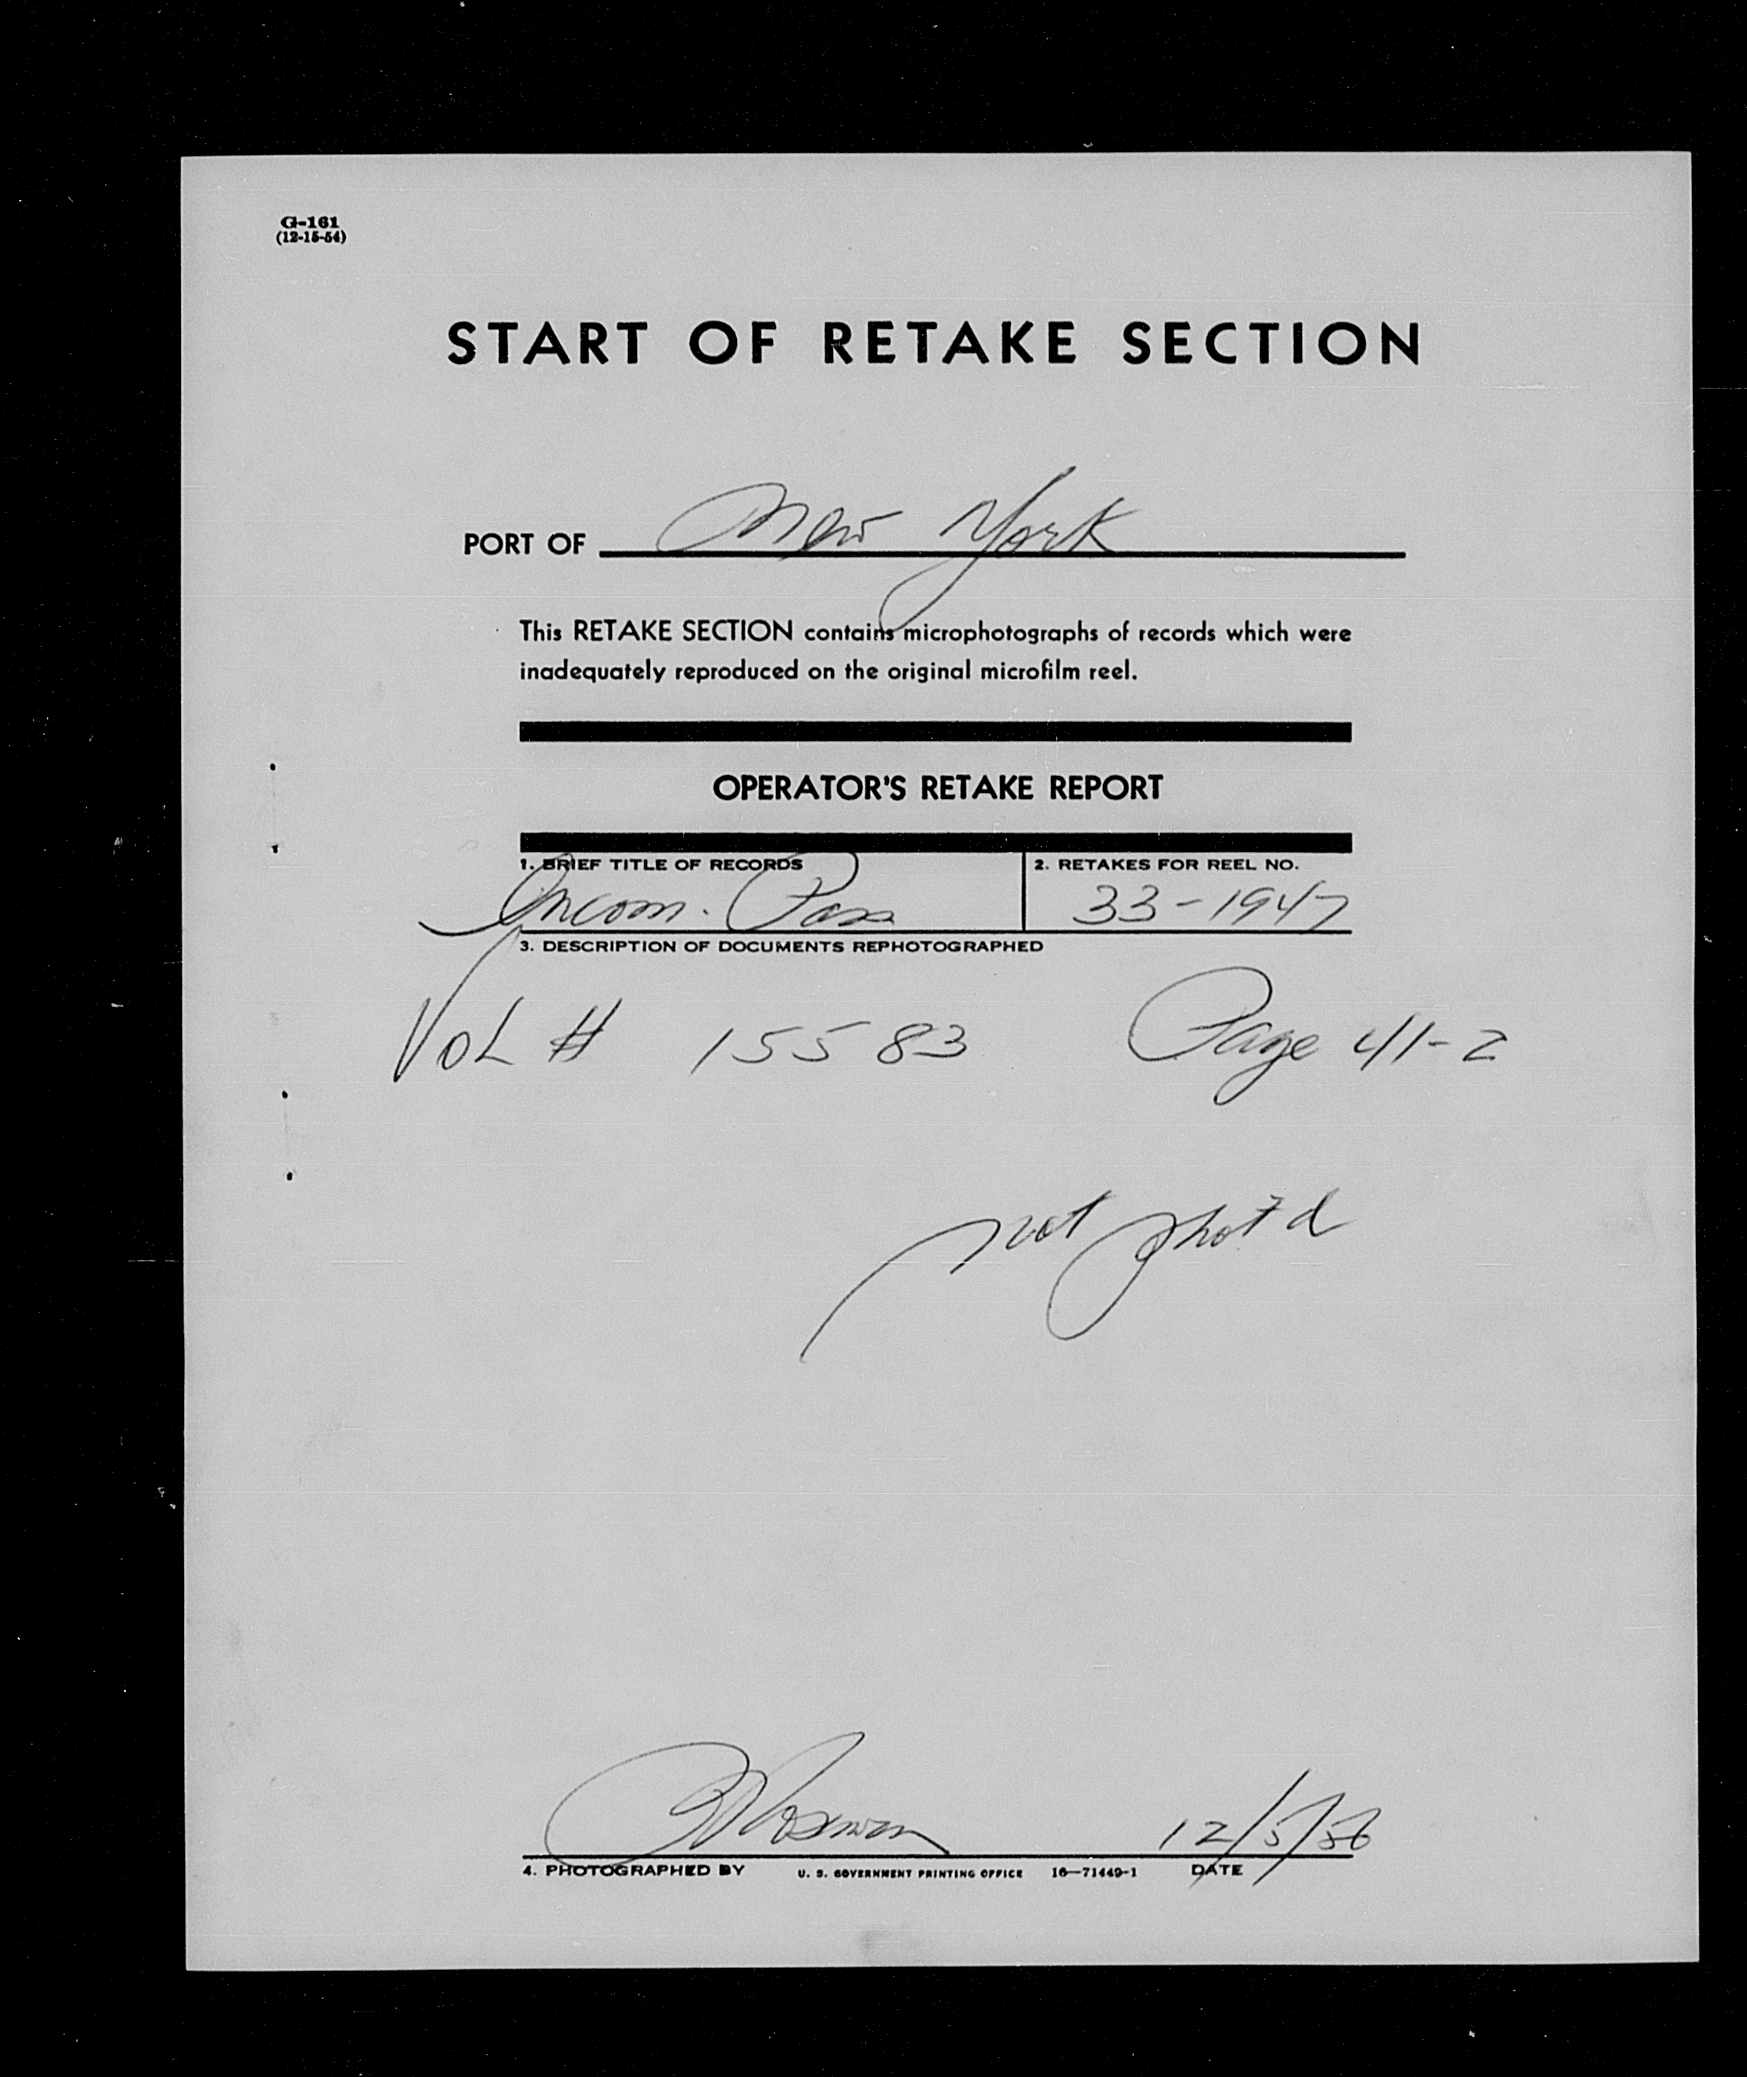 G-161
(12-15-54)
START OF RETAKE SECTION
PORT OF New York
This RETAKE SECTION contains microphotographs of records which were
inadequately reproduced on the original microfilm reel.
OPERATOR'S RETAKE REPORT
1. BRIEF TITLE OF RECORDS 2. RETAKES FOR REEL NO.
Incom. Pass 33-1947
3. DESCRIPTION OF DOCUMENTS REPHOTOGRAPHED
Vol # 15583 Page 41-2
not phot'd
12/5/56
4. PHOTOGRAPHED BY U. S. GOVERNMENT PRINTING OFFICE 16—71449-1 DATE